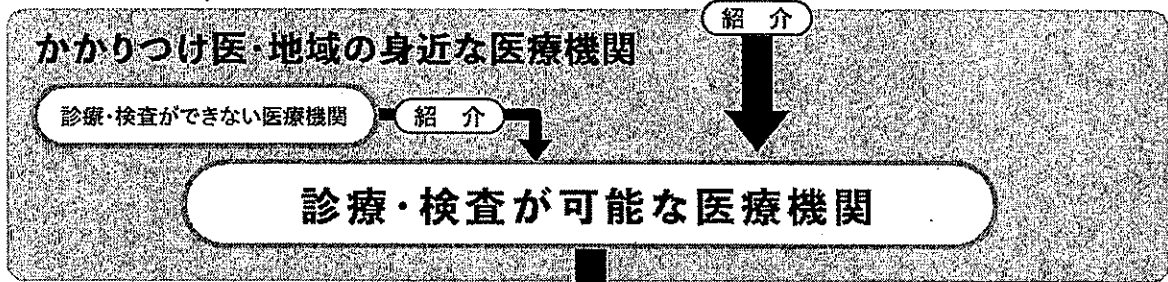 紹 介
かかりつけ医・地域の身近な医療機関
診療・検査ができない医療機関
紹 介
診療・検査が可能な医療機関